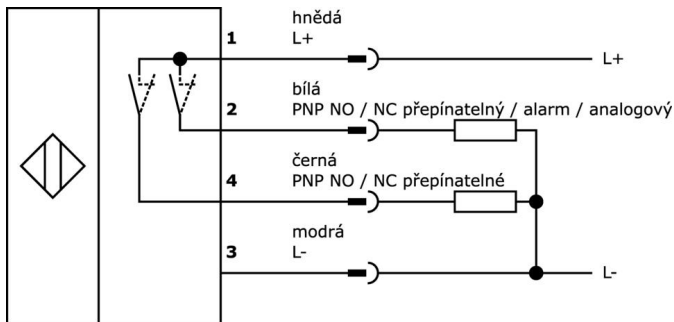 hnědá
1 L+
L+
bílá
2 PNP NO / NC přepínatelný / alarm / analogový
černá
4 PNP NO / NC přepínatelné
modrá
3 L-
L-